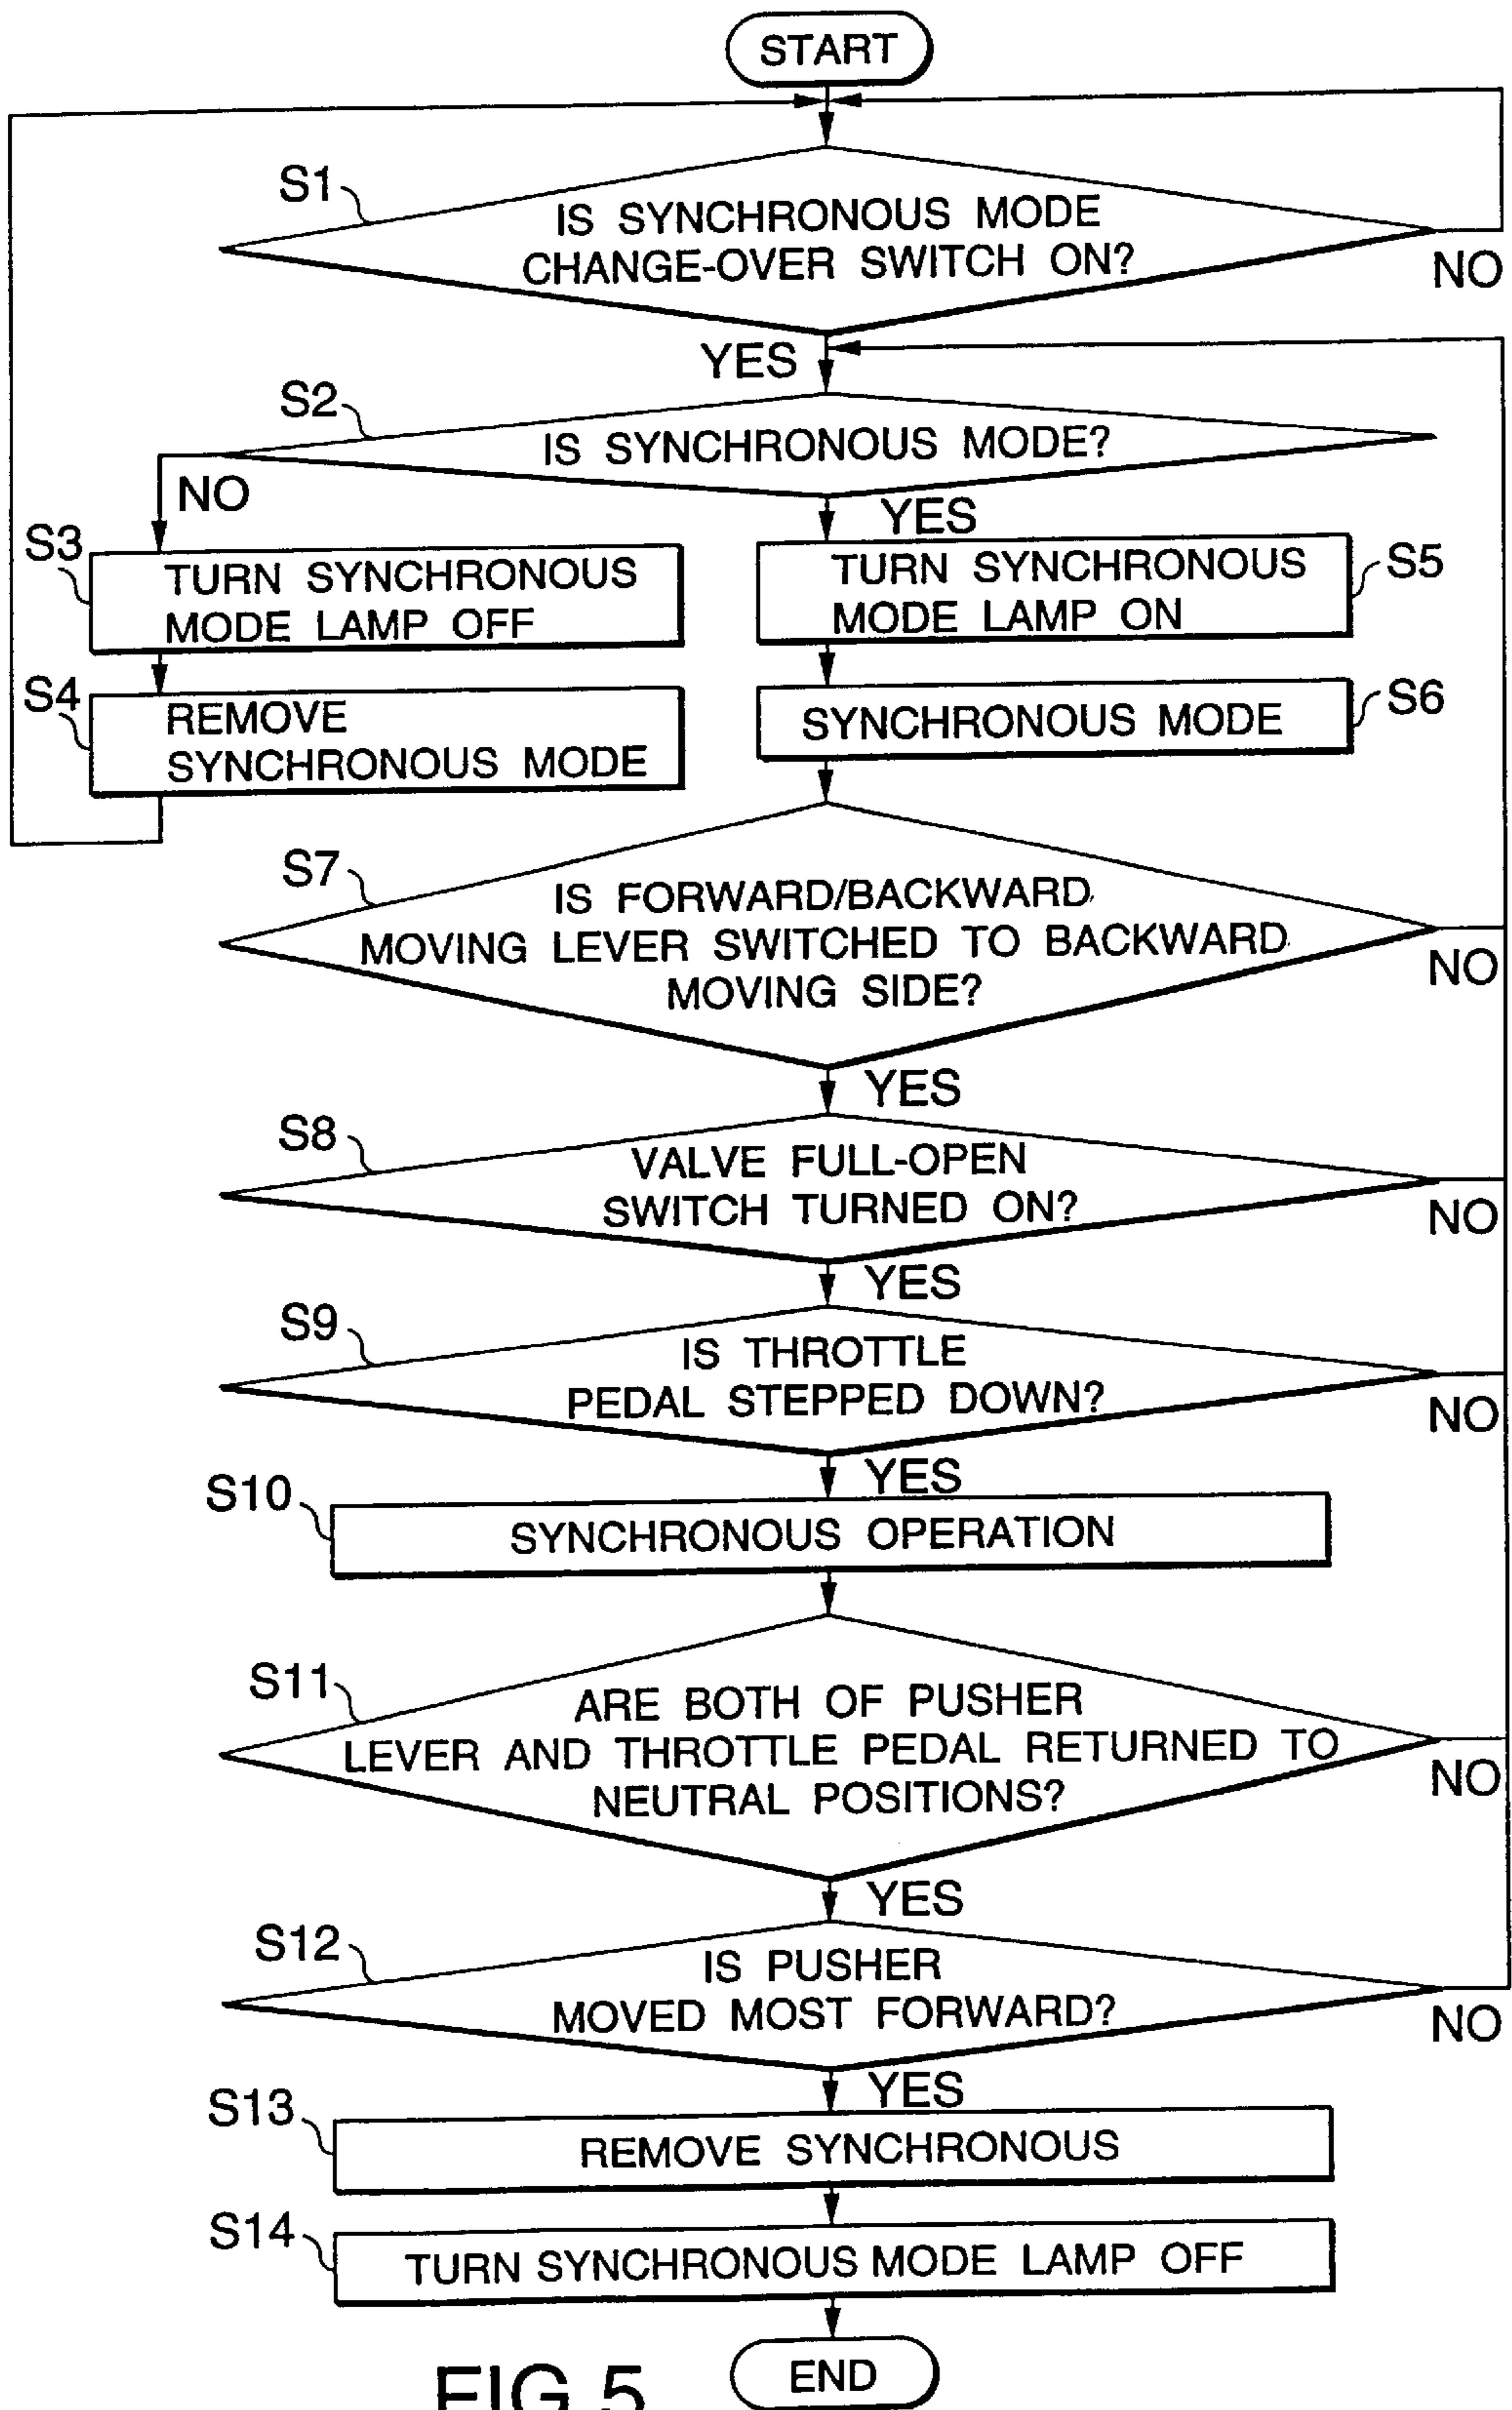 START
S1
IS SYNCHRONOUS MODE
CHANGE-OVER SWITCH ON?
NO
YES
S2
IS SYNCHRONOUS MODE?
NO
YES
S3
TURN SYNCHRONOUS
MODE LAMP OFF
TURN SYNCHRONOUS
MODE LAMP ON
S5
S4
REMOVE
SYNCHRONOUS MODE
SYNCHRONOUS MODE
S6
S7
IS FORWARD/BACKWARD
MOVING LEVER SWITCHED TO BACKWARD
MOVING SIDE?
NO
YES
S8
VALVE FULL-OPEN
SWITCH TURNED ON?
NO
YES
S9
IS THROTTLE
PEDAL STEPPED DOWN?
NO
YES
S10
SYNCHRONOUS OPERATION
S11
ARE BOTH OF PUSHER
LEVER AND THROTTLE PEDAL RETURNED TO
NEUTRAL POSITIONS?
NO
YES
S12
IS PUSHER
MOVED MOST FORWARD?
NO
YES
S13
REMOVE SYNCHRONOUS
S14
TURN SYNCHRONOUS MODE LAMP OFF
END
FIG.5